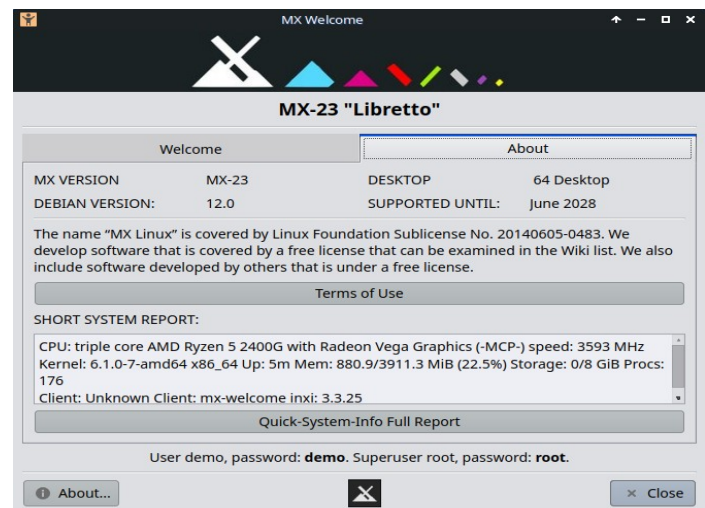 MX Welcome
MX-23 "Libretto"
Welcome
About
MX VERSION MX-23 DESKTOP 64 Desktop
DEBIAN VERSION: 12.0 SUPPORTED UNTIL: June 2028
The name “MX Linux” is covered by Linux Foundation Sublicense No. 20140605-0483. We
develop software that is covered by a free license that can be examined in the Wiki list. We also
include software developed by others that is under a free license.
Terms of Use
SHORT SYSTEM REPORT:
CPU: triple core AMD Ryzen 5 2400G with Radeon Vega Graphics (-MCP-) speed: 3593 MHz
Kernel: 6.1.0-7-amd64 x86_64 Up: 5m Mem: 880.9/3911.3 MiB (22.5%) Storage: 0/8 GiB Procs:
176
Client: Unknown Client: mx-welcome inxi: 3.3.25
Quick-System-Info Full Report
User demo, password: demo. Superuser root, password: root.
About...
Close